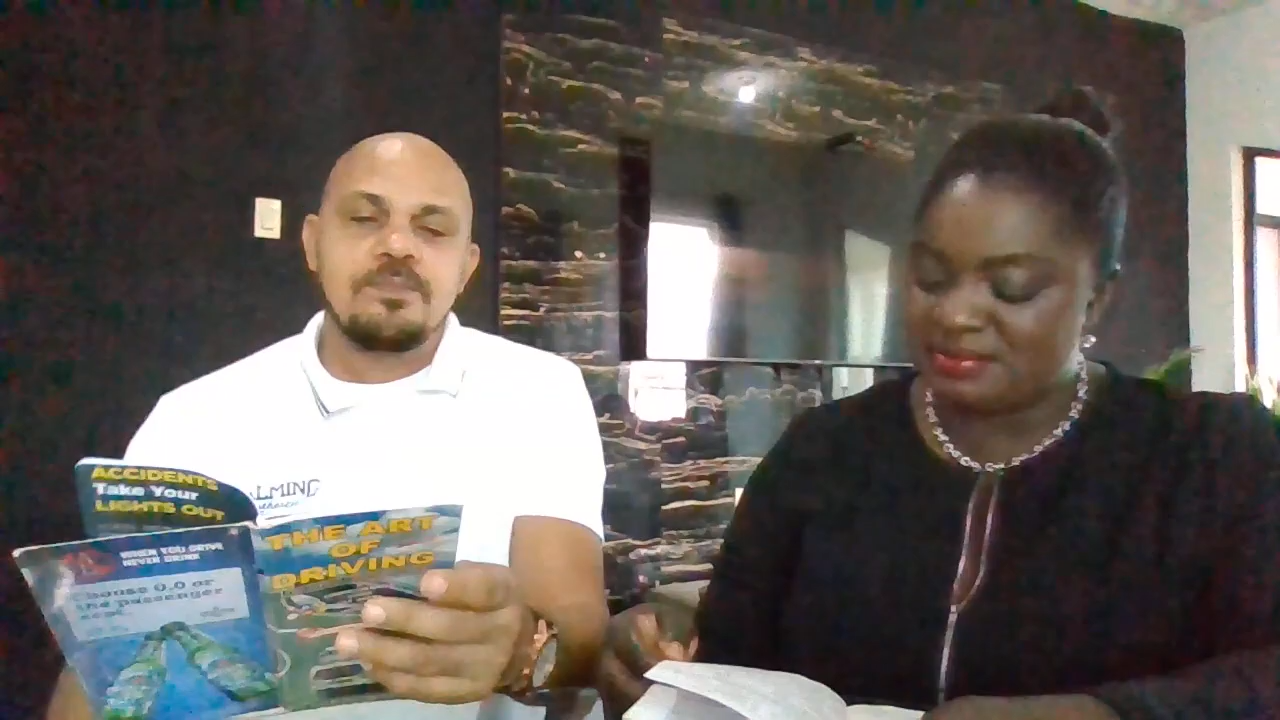 ACCIDENTS
Take Your
LIGHTS OUT
WHEN YOU DRIVE
NEVER DRINK
Choose 0.0 or
the passenger
seat
THE ART
OF
DRIVING